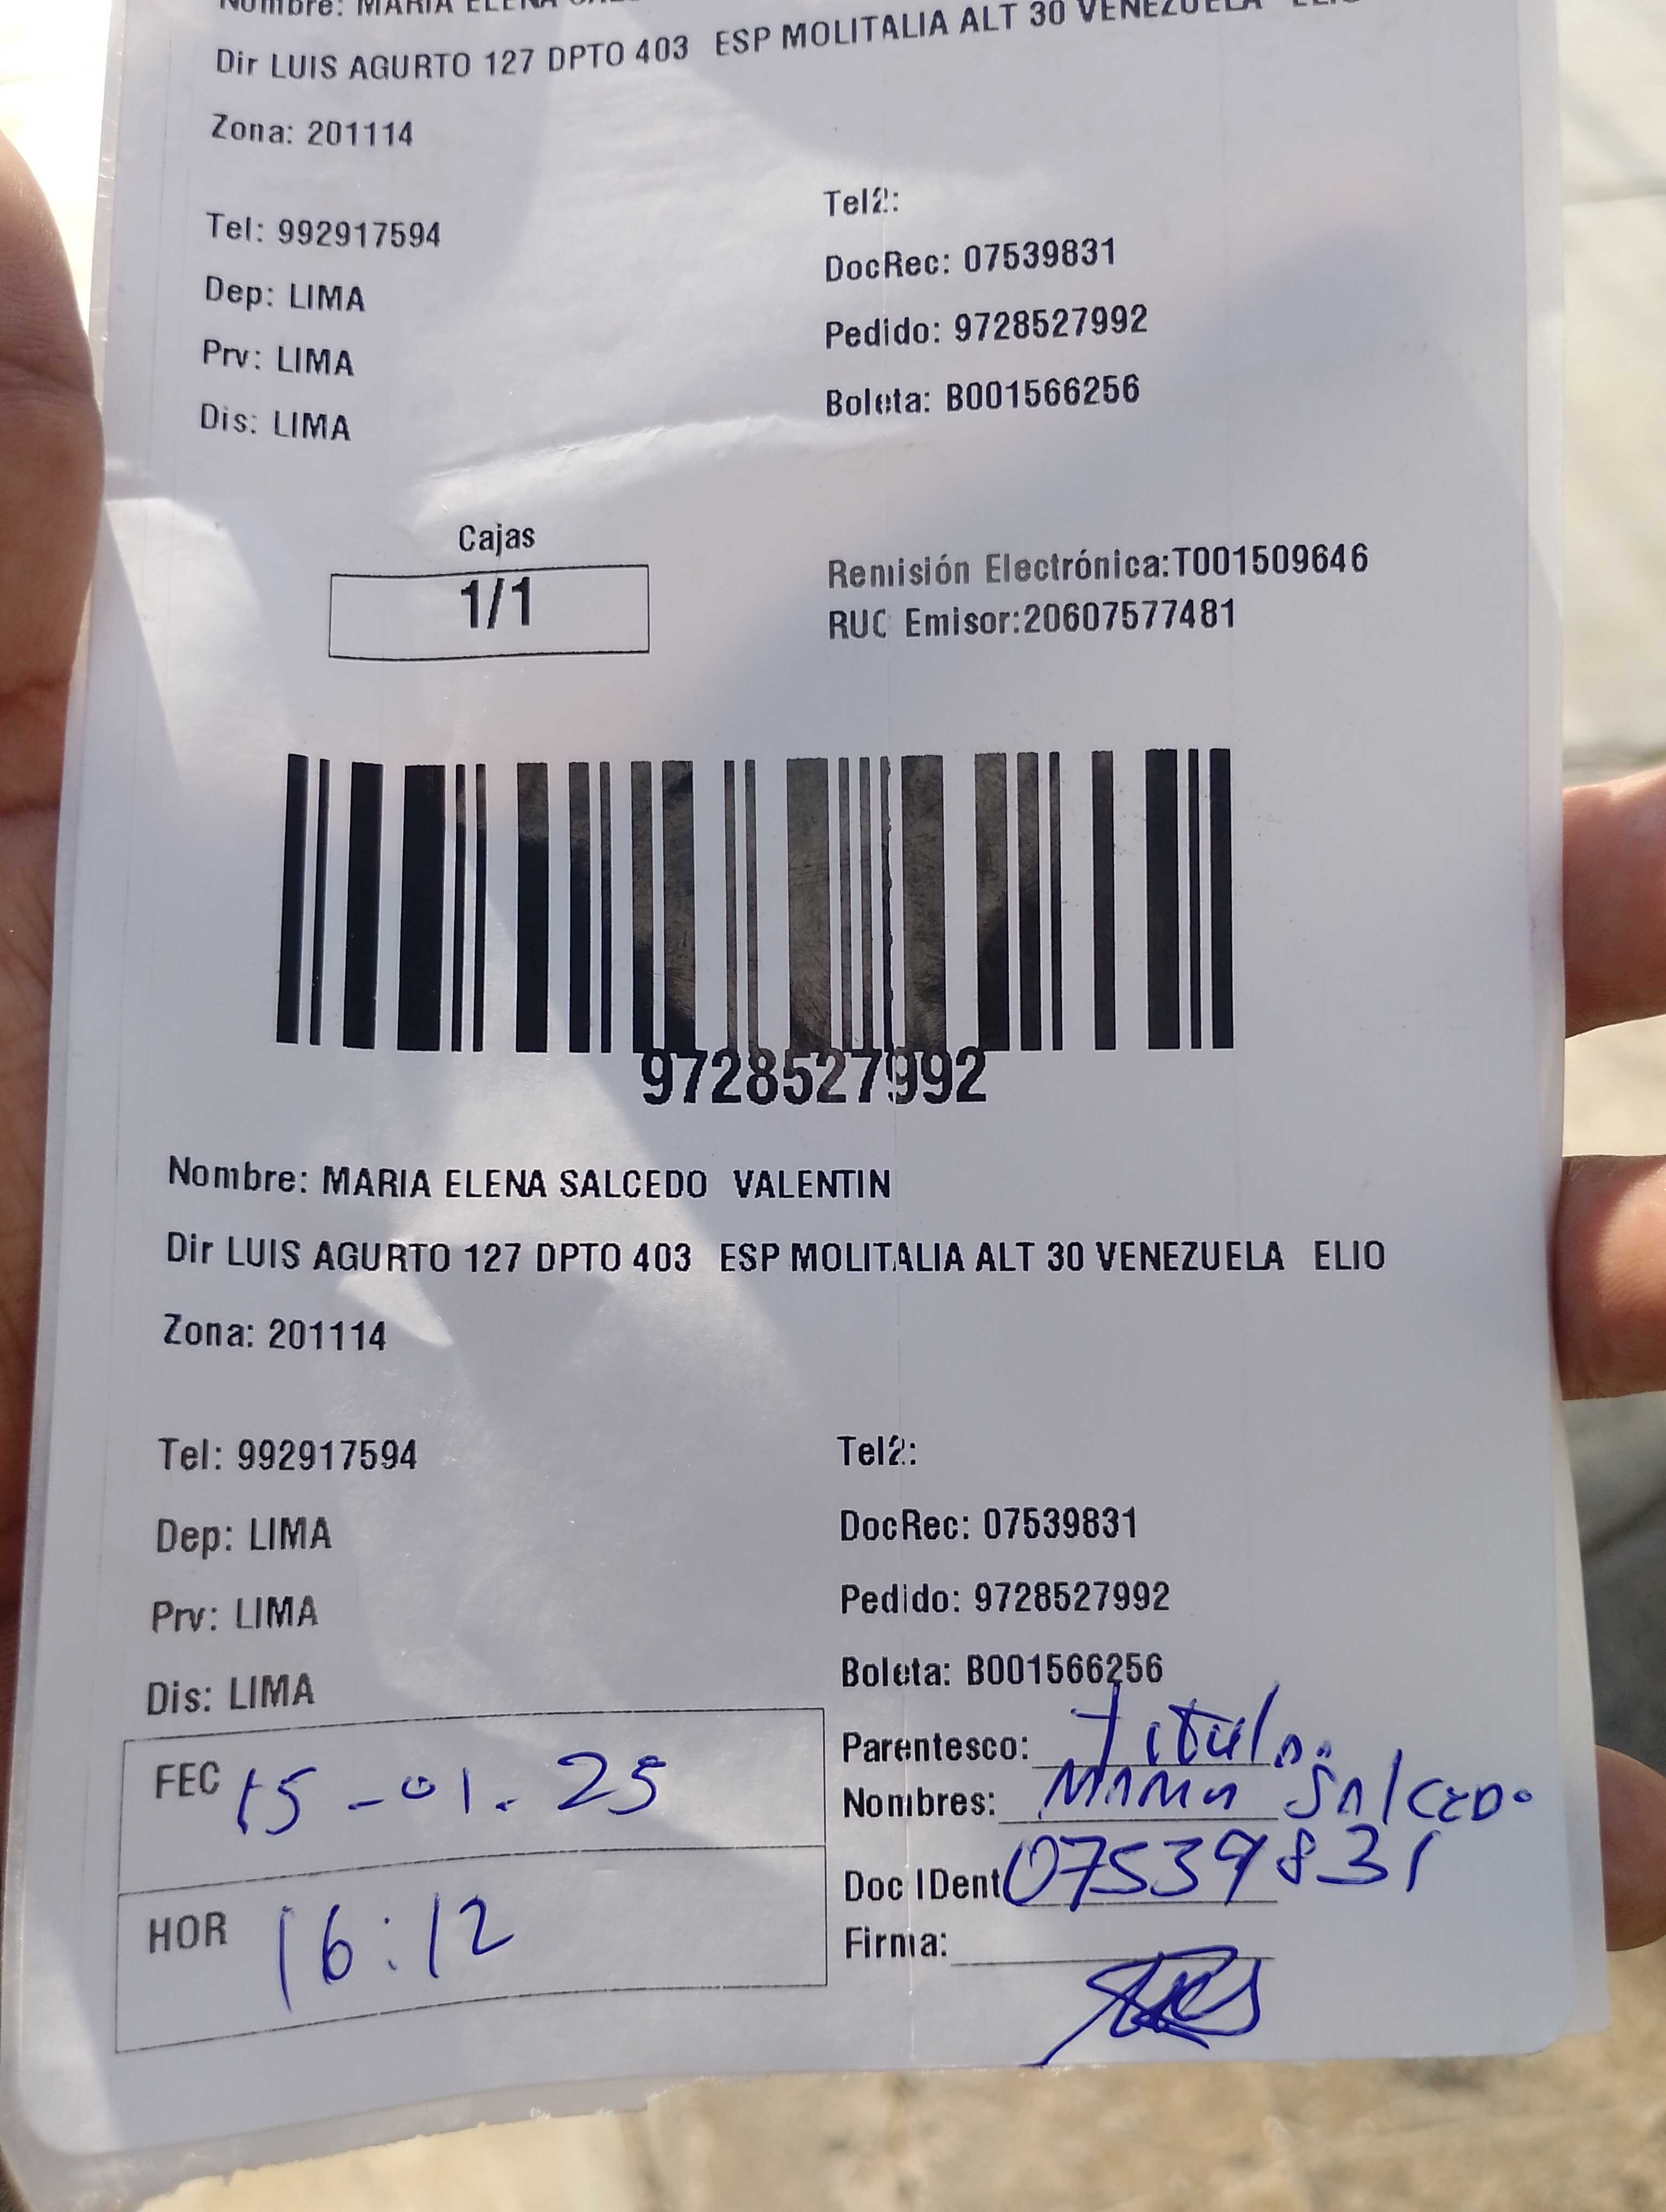 Nombre: MARIA ELENA
Dir LUIS AGURTO 127 DPTO 403 ESP MOLITALIA ALT 30 VENEZUELA ELIO
Zona: 201114
Tel: 992917594 Tel2:
DocRec: 07539831
Dep: LIMA
Pedido: 9728527992
Prv: LIMA
Boleta: B001566256
Dis: LIMA
Cajas
1/1
Remisión Electrónica:T001509646
RUC Emisor:20607577481
9728527992
Nombre: MARIA ELENA SALCEDO VALENTIN
Dir LUIS AGURTO 127 DPTO 403 ESP MOLITALIA ALT 30 VENEZUELA ELIO
Zona: 201114
Tel: 992917594 Tel2:
Dep: LIMA DocRec: 07539831
Prv: LIMA Pedido: 9728527992
Dis: LIMA Boleta: B001566256
FEC 15-01.25
HOR 16:12
Parentesco: titular
Nombres: Maria SALCEDO
Doc IDent 07539831
Firma: